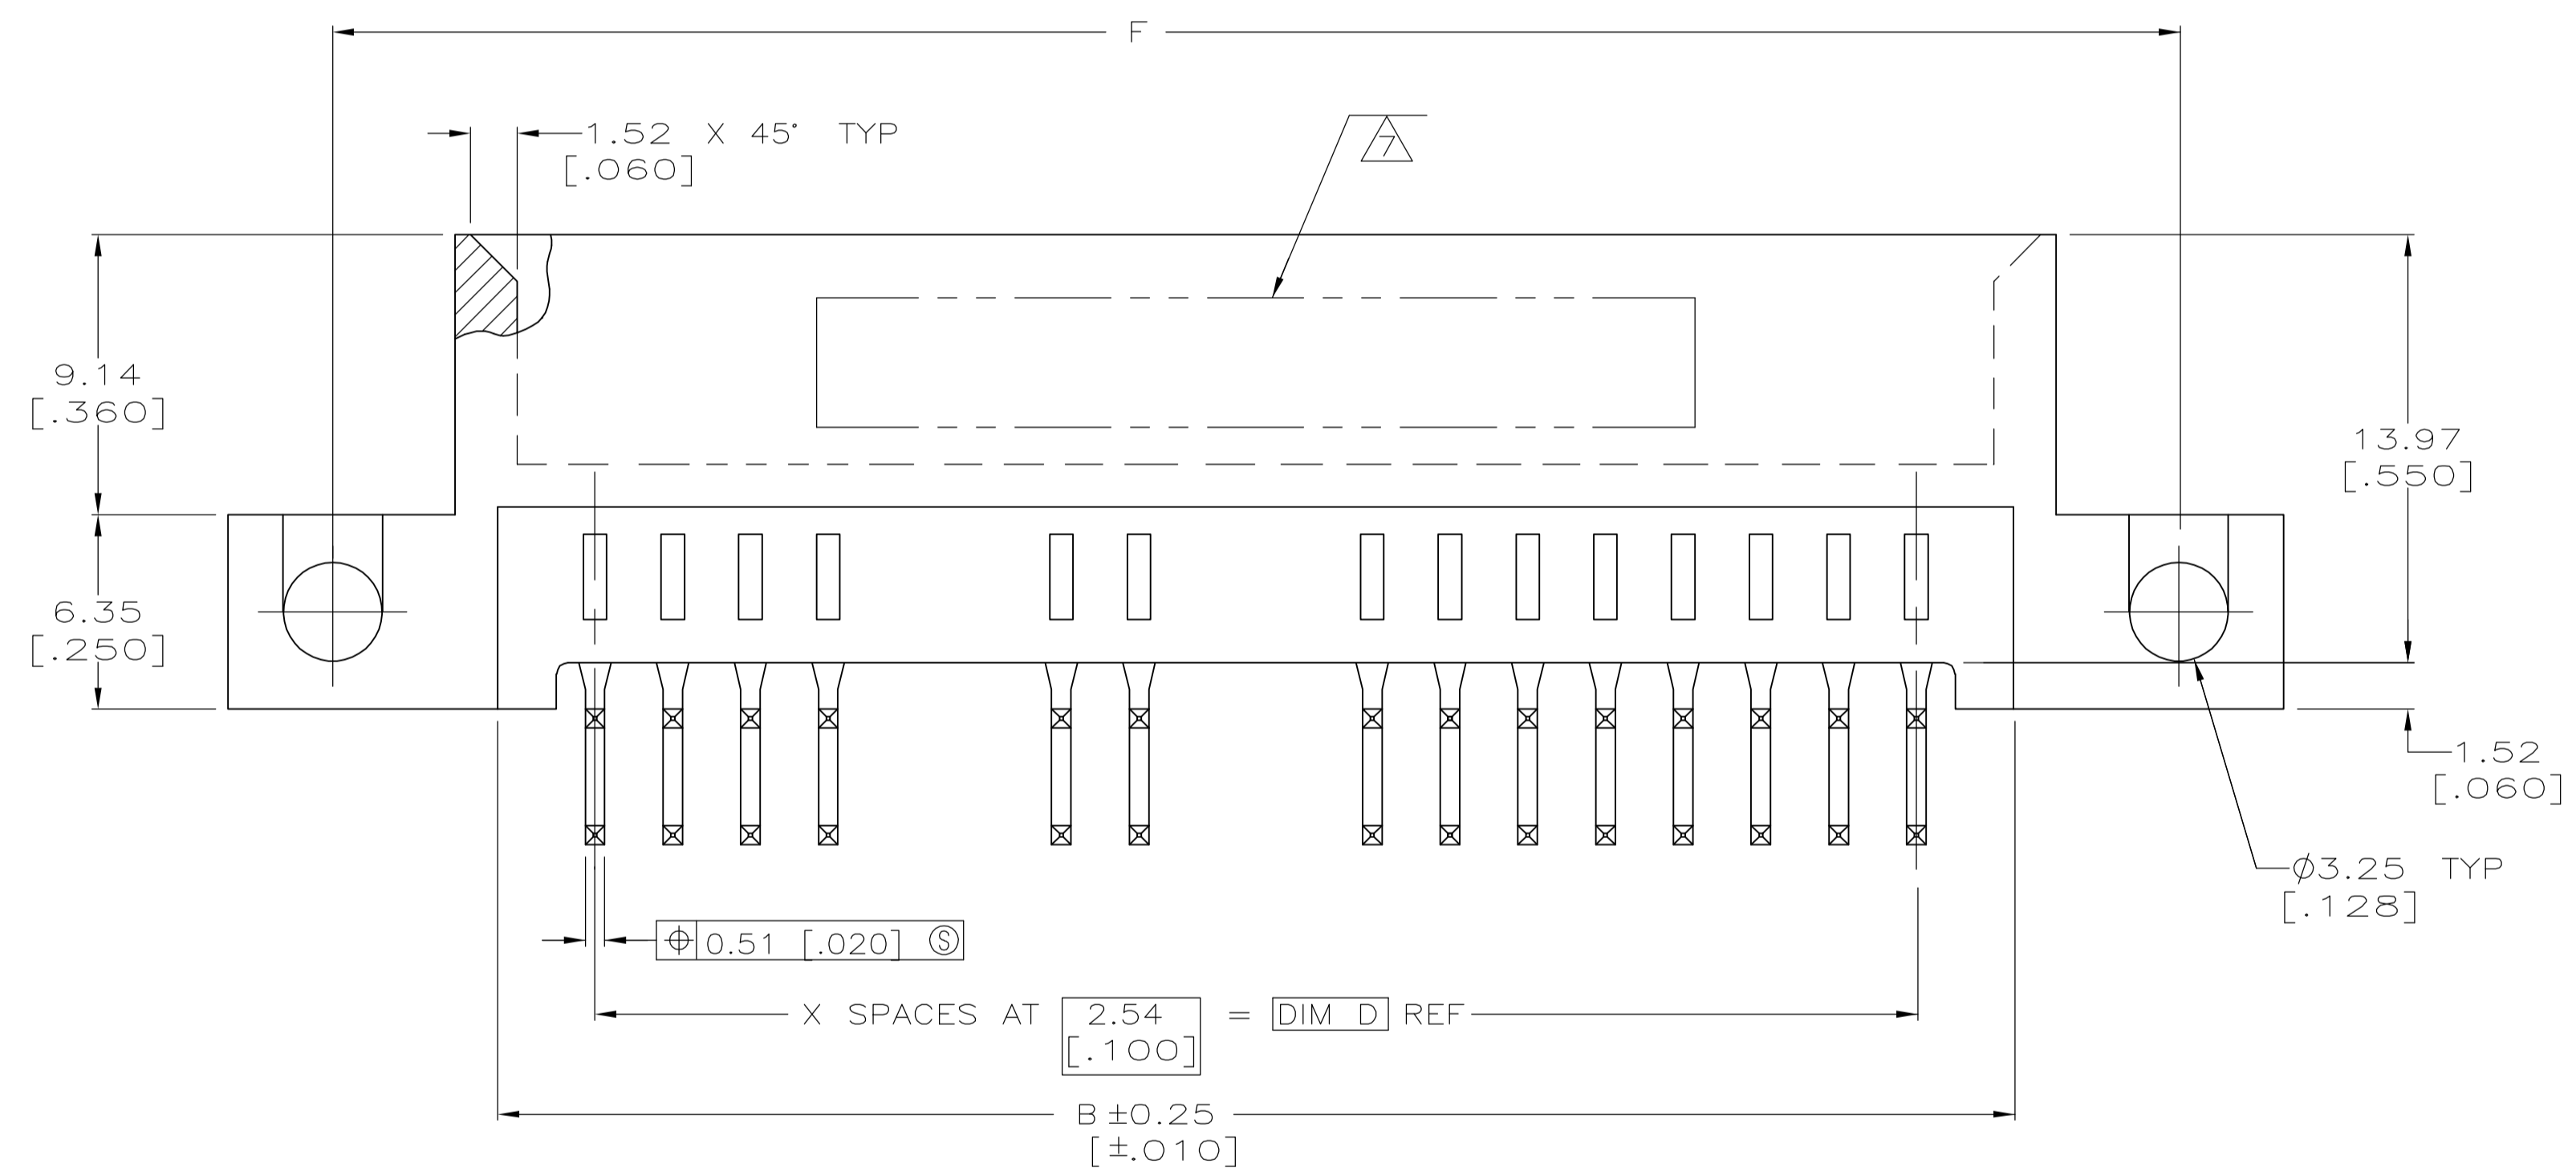 F
1.52 X 45° TYP
[.060]
7
9.14
[.360]
13.97
[.550]
6.35
[.250]
1.52
[.060]
⌀3.25 TYP
[.128]
⌖ 0.51 [.020] Ⓢ
X SPACES AT 2.54 = DIM D REF
[.100]
B ±0.25
[±.010]